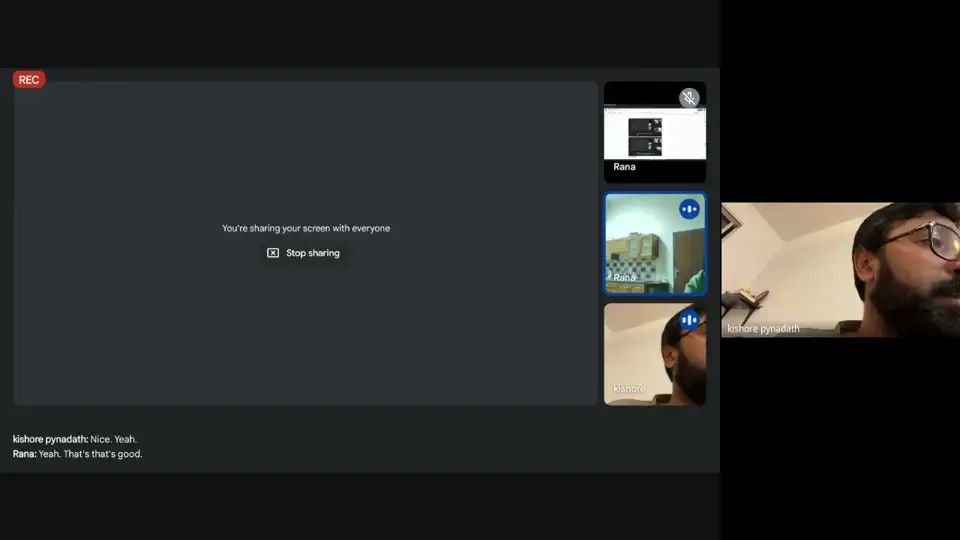 REC
You're sharing your screen with everyone
Stop sharing
Rana
Rana
kishore
kishore pynadath
kishore pynadath: Nice. Yeah.
Rana: Yeah. That's that's good.